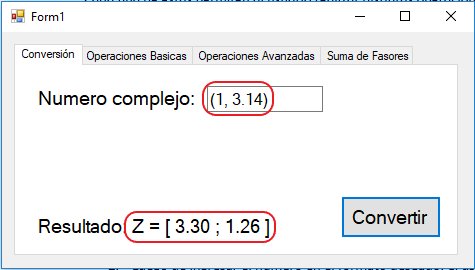 Form1
Conversión Operaciones Basicas Operaciones Avanzadas Suma de Fasores
Numero complejo: (1, 3.14)
Convertir
Resultado: Z = [ 3.30 ; 1.26 ]